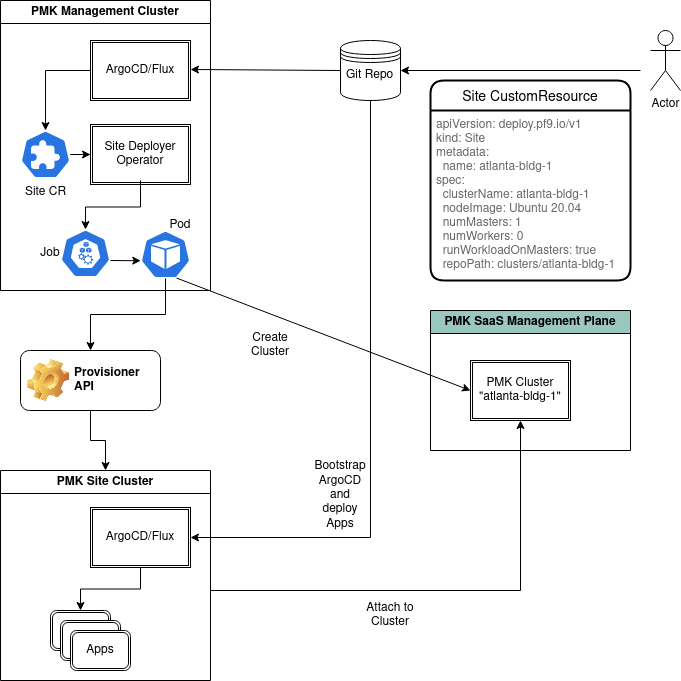 PMK Management Cluster
ArgoCD/Flux
Git Repo
Actor
Site CustomResource
apiVersion: deploy.pf9.io/v1
kind: Site
metadata:
name: atlanta-bldg-1
spec:
clusterName: atlanta-bldg-1
nodeImage: Ubuntu 20.04
numMasters: 1
numWorkers: 0
runWorkloadOnMasters: true
repoPath: clusters/atlanta-bldg-1
Site Deployer
Operator
Site CR
Pod
Job
Create
Cluster
PMK SaaS Management Plane
PMK Cluster
"atlanta-bldg-1"
Provisioner
API
Bootstrap
ArgoCD
and
deploy
Apps
PMK Site Cluster
ArgoCD/Flux
Apps
Attach to
Cluster